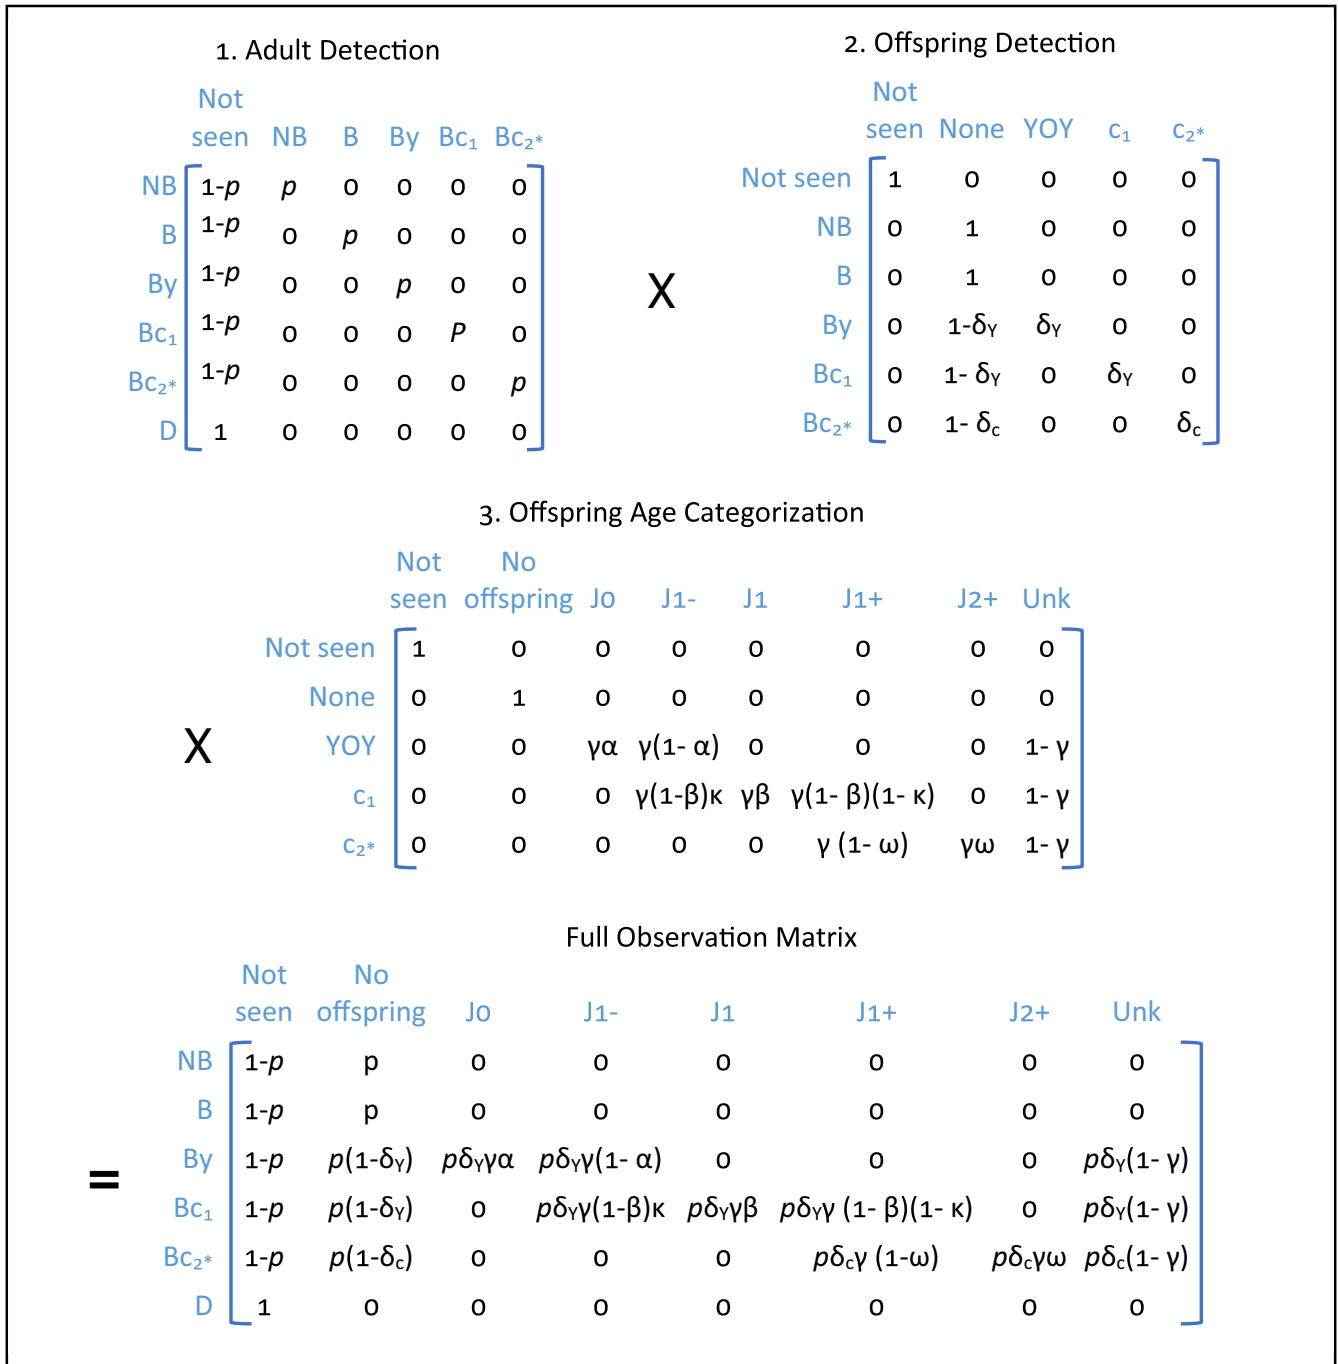 1. Adult Detection
Not
seen NB B By Bc₁ Bc₂*
NB 1-p p 0 0 0 0
B 1-p 0 p 0 0 0
By 1-p 0 0 p 0 0
Bc₁ 1-p 0 0 0 P 0
Bc₂* 1-p 0 0 0 0 p
D 1 0 0 0 0 0
X
2. Offspring Detection
Not
seen None YOY c₁ c₂*
Not seen 1 0 0 0 0
NB 0 1 0 0 0
B 0 1 0 0 0
By 0 1-δY δY 0 0
Bc₁ 0 1- δY 0 δY 0
Bc₂* 0 1- δc 0 0 δc
X
3. Offspring Age Categorization
Not No
seen offspring J0 J1- J1 J1+ J2+ Unk
Not seen 1 0 0 0 0 0 0 0
None 0 1 0 0 0 0 0 0
YOY 0 0 γα γ(1- α) 0 0 0 1- γ
c₁ 0 0 0 γ(1-β)κ γβ γ(1- β)(1- κ) 0 1- γ
c₂* 0 0 0 0 0 γ (1- ω) γω 1- γ
=
Full Observation Matrix
Not No
seen offspring J0 J1- J1 J1+ J2+ Unk
NB 1-p p 0 0 0 0 0 0
B 1-p p 0 0 0 0 0 0
By 1-p p(1-δY) pδYγα pδYγ(1- α) 0 0 0 pδY(1- γ)
Bc₁ 1-p p(1-δY) 0 pδYγ(1-β)κ pδYγβ pδYγ (1- β)(1- κ) 0 pδY(1- γ)
Bc₂* 1-p p(1-δc) 0 0 0 pδcγ (1-ω) pδcγω pδc(1- γ)
D 1 0 0 0 0 0 0 0